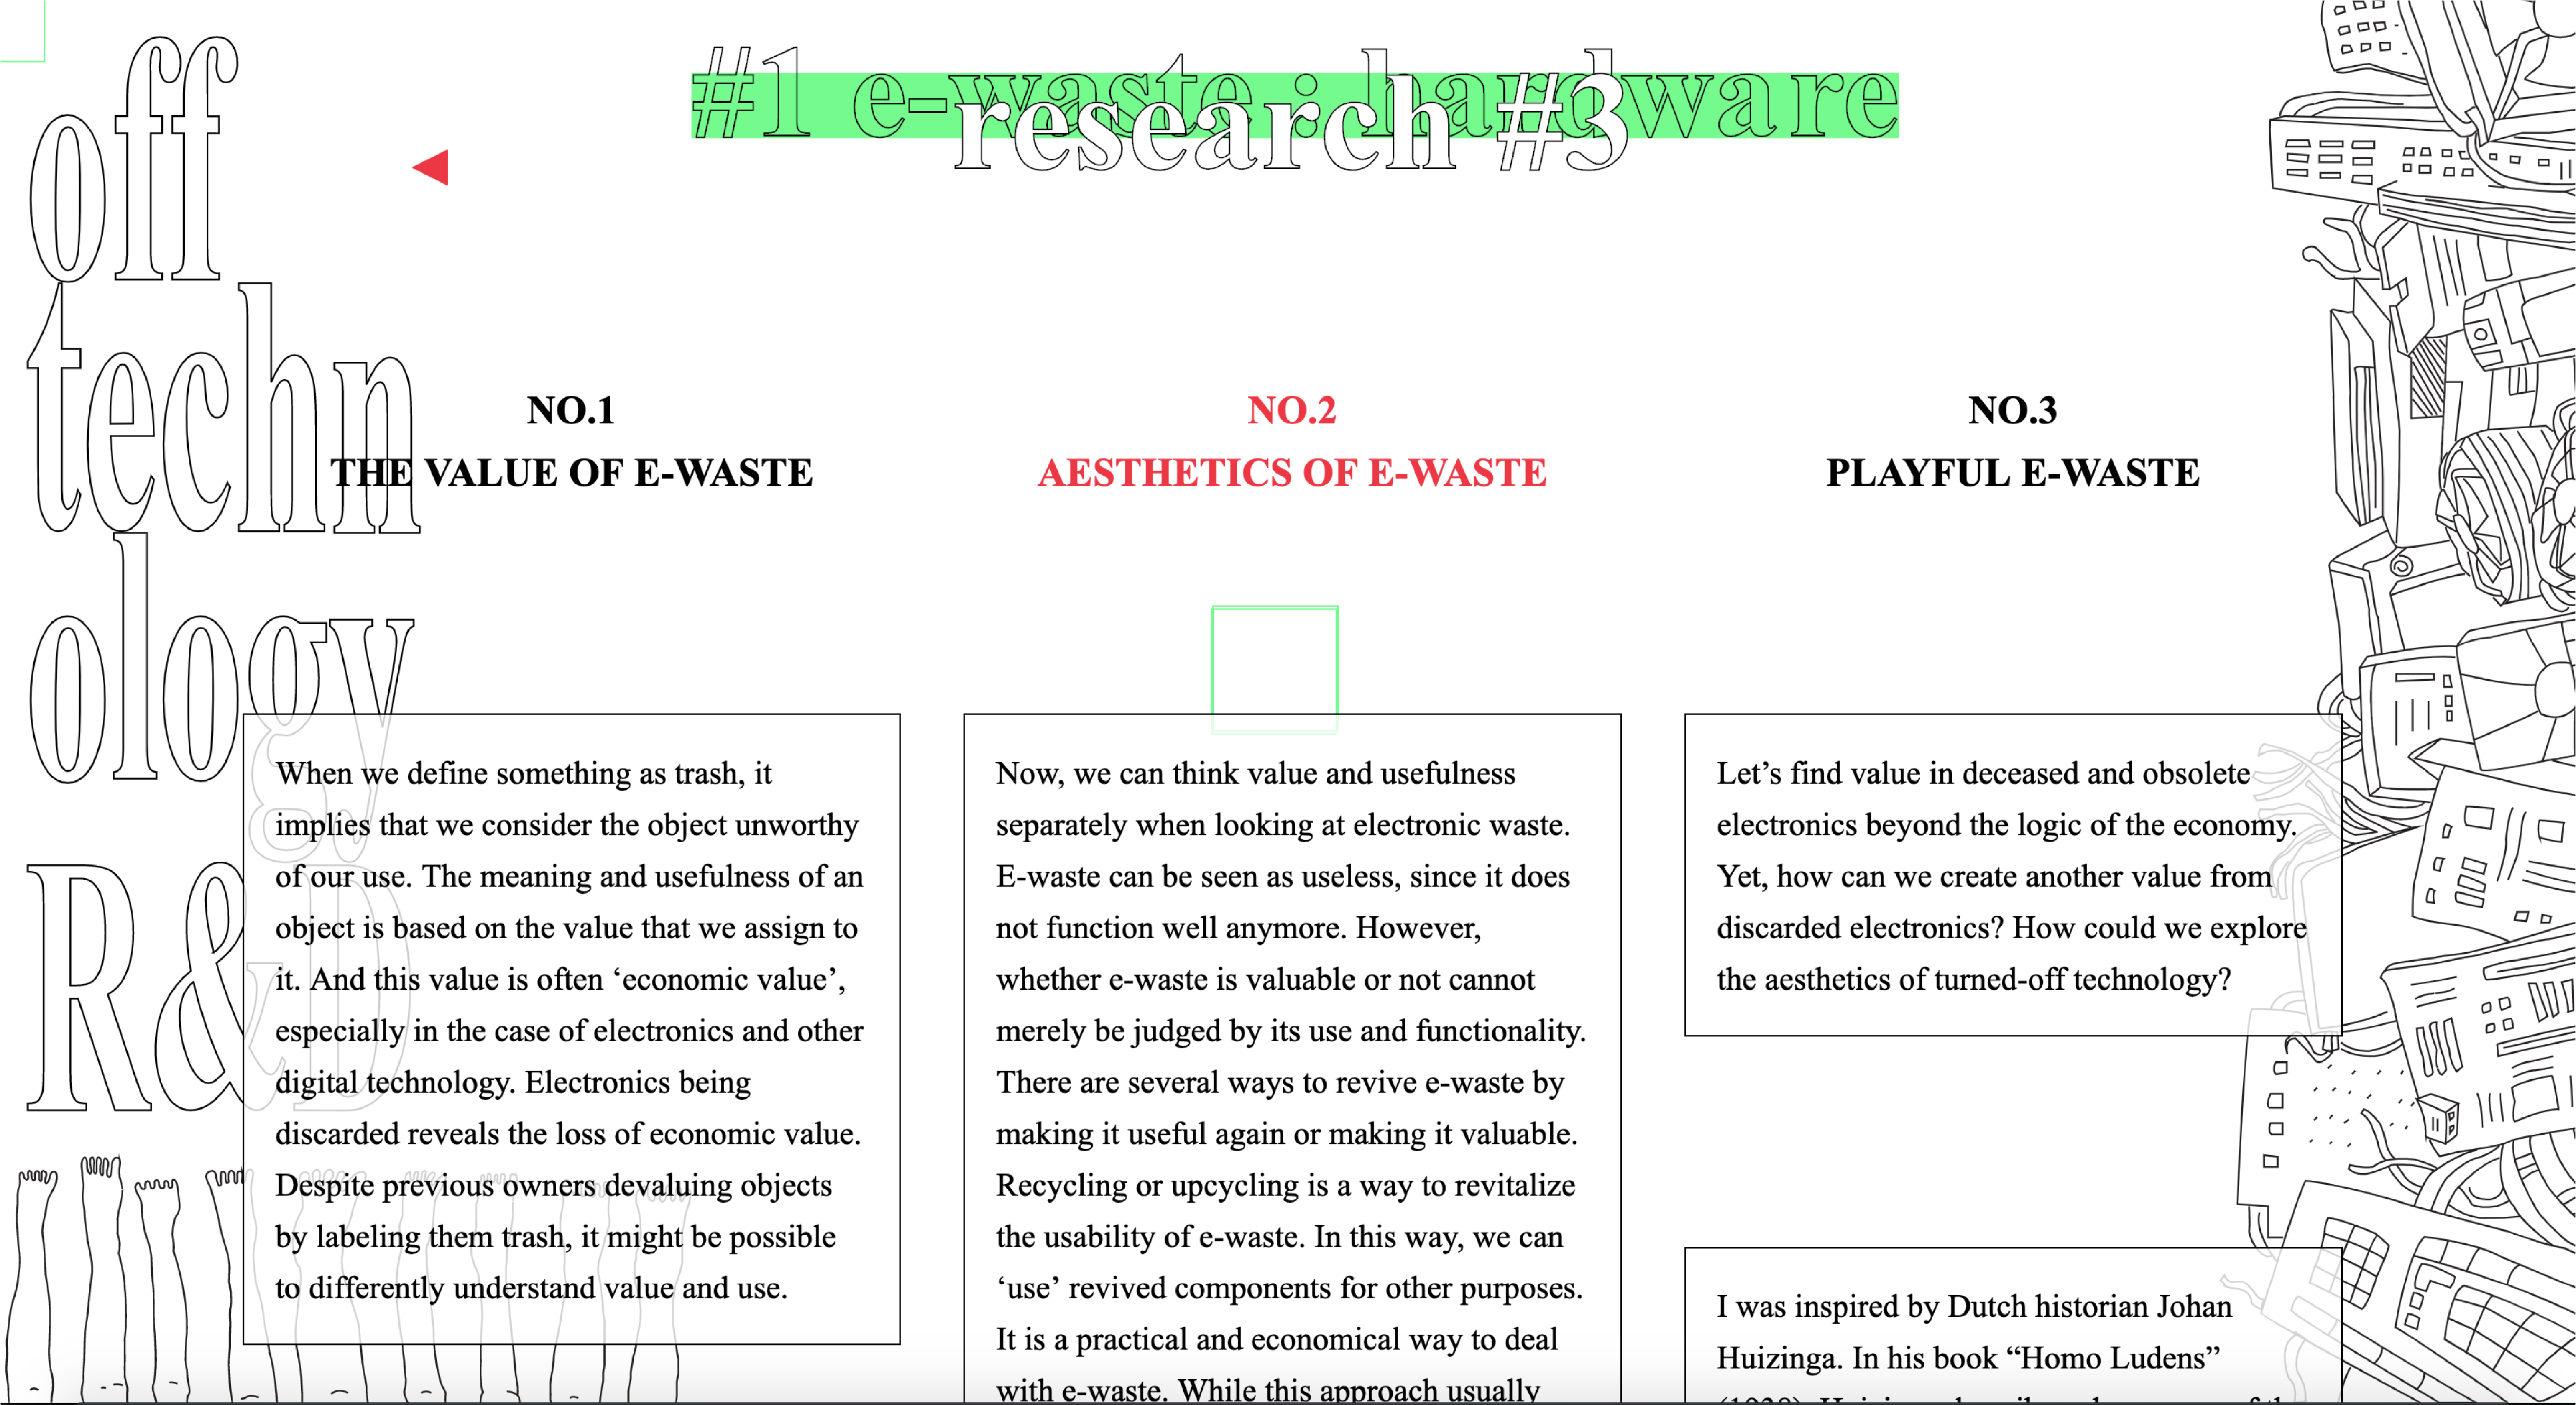 off
techn
ology
R&D
#1 e-waste : hardware
research #3
NO.1
THE VALUE OF E-WASTE
When we define something as trash, it
implies that we consider the object unworthy
of our use. The meaning and usefulness of an
object is based on the value that we assign to
it. And this value is often ‘economic value’,
especially in the case of electronics and other
digital technology. Electronics being
discarded reveals the loss of economic value.
Despite previous owners devaluing objects
by labeling them trash, it might be possible
to differently understand value and use.
NO.2
AESTHETICS OF E-WASTE
Now, we can think value and usefulness
separately when looking at electronic waste.
E-waste can be seen as useless, since it does
not function well anymore. However,
whether e-waste is valuable or not cannot
merely be judged by its use and functionality.
There are several ways to revive e-waste by
making it useful again or making it valuable.
Recycling or upcycling is a way to revitalize
the usability of e-waste. In this way, we can
‘use’ revived components for other purposes.
It is a practical and economical way to deal
with e-waste. While this approach usually
NO.3
PLAYFUL E-WASTE
Let’s find value in deceased and obsolete
electronics beyond the logic of the economy.
Yet, how can we create another value from
discarded electronics? How could we explore
the aesthetics of turned-off technology?
I was inspired by Dutch historian Johan
Huizinga. In his book “Homo Ludens”